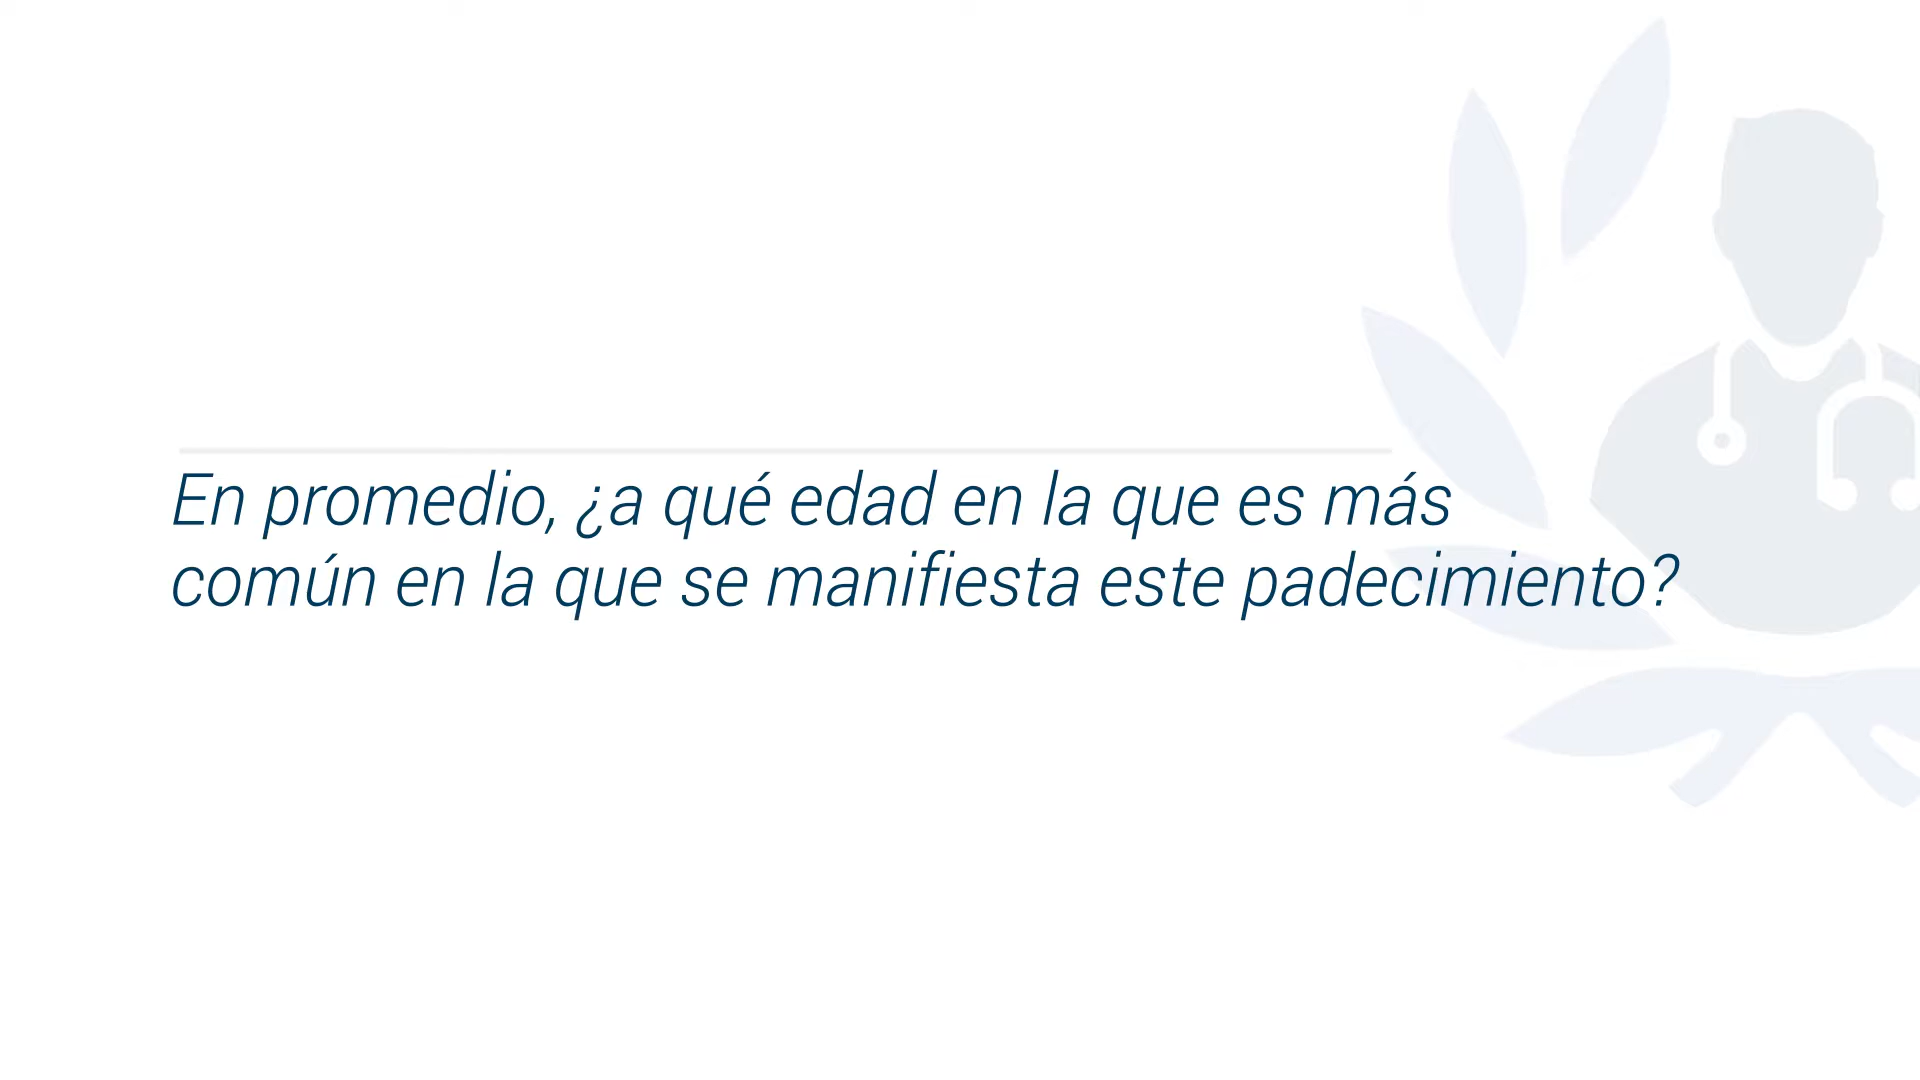 En promedio, ¿a qué edad en la que es más
común en la que se manifiesta este padecimiento?